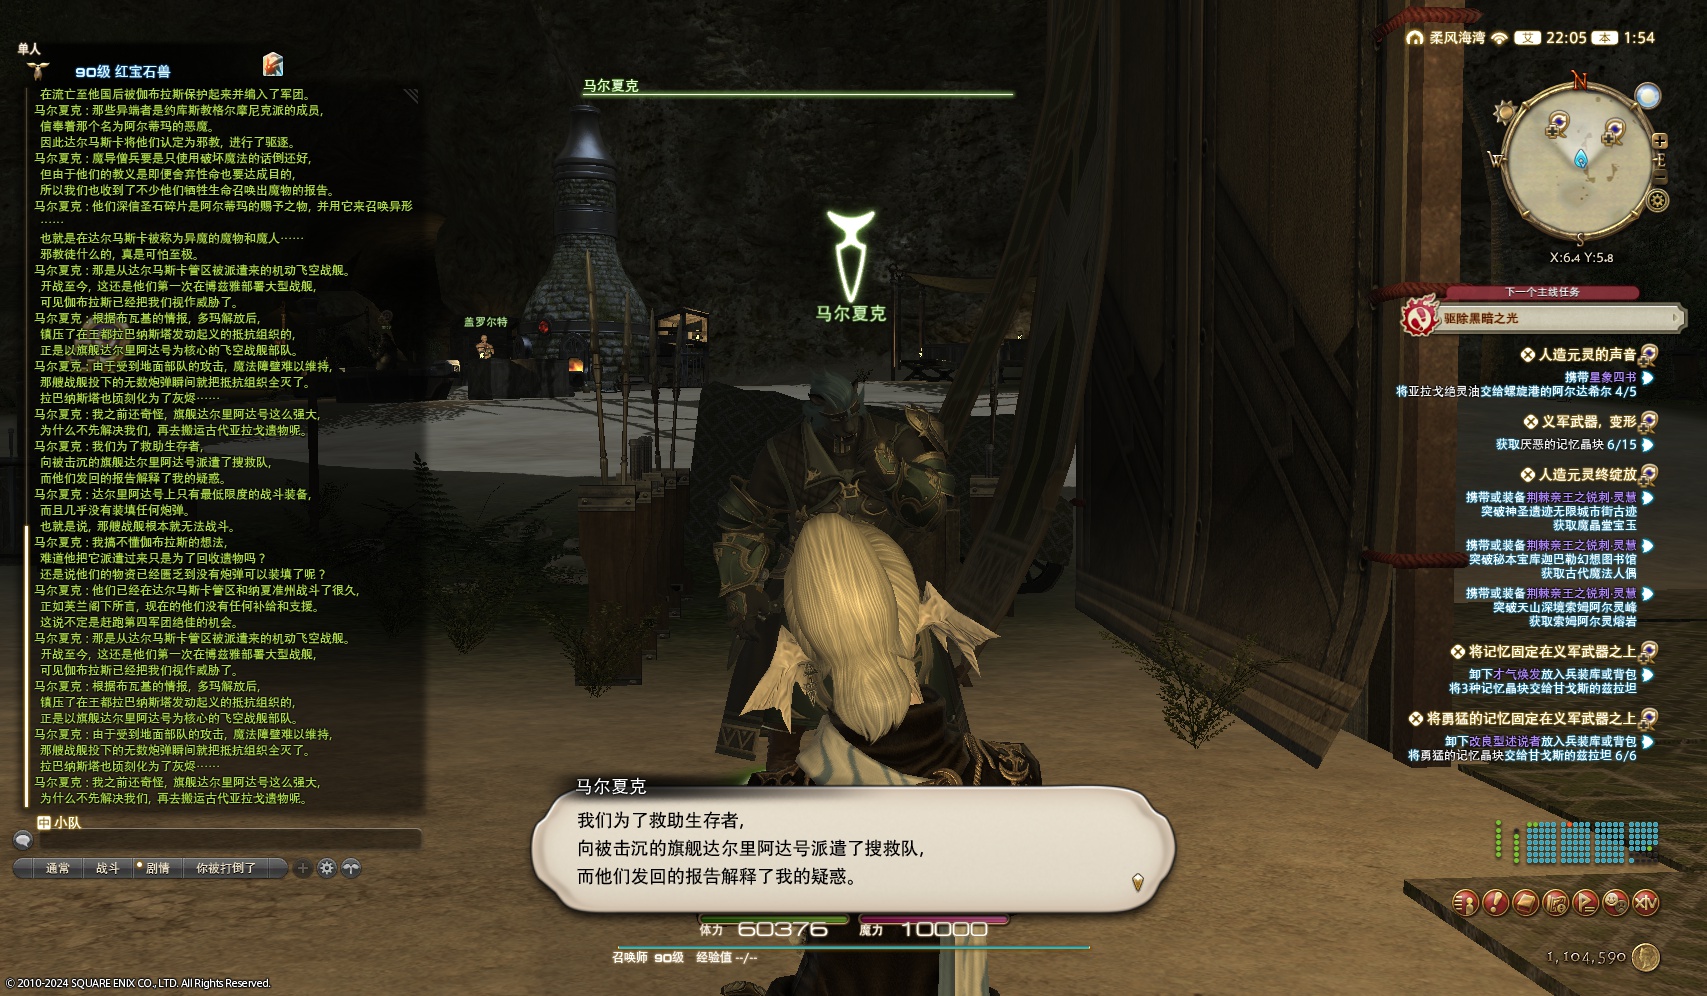 单人
90级 红宝石兽
在流亡至他国后被伽布拉斯保护起来并编入了军团。
马尔夏克：那些异端者是约库斯教格尔摩尼克派的成员，
信奉着那个名为阿尔蒂玛的恶魔。
因此达尔马斯卡将他们认定为邪教，进行了驱逐。
马尔夏克：魔导僧兵要是只使用破坏魔法的话倒还好，
但由于他们的教义是即便舍弃性命也要达成目的，
所以我们也收到了不少他们牺牲生命召唤出魔物的报告。
马尔夏克：他们深信圣石碎片是阿尔蒂玛的赐予之物，并用它来召唤异形
……
也就是在达尔马斯卡被称为异魔的魔物和魔人……
邪教徒什么的，真是可怕至极。
马尔夏克：那是从达尔马斯卡管区被派遣来的机动飞空战舰。
开战至今，这还是他们第一次在博兹雅部署大型战舰，
可见伽布拉斯已经把我们视作威胁了。
马尔夏克：根据布瓦基的情报，多玛解放后，
镇压了在王都拉巴纳斯塔发动起义的抵抗组织的，
正是以旗舰达尔里阿达号为核心的飞空战舰部队。
马尔夏克：由于受到地面部队的攻击，魔法障壁难以维持，
那艘战舰投下的无数炮弹瞬间就把抵抗组织全灭了。
拉巴纳斯塔也顷刻化为了灰烬……
马尔夏克：我之前还奇怪，旗舰达尔里阿达号这么强大，
为什么不先解决我们，再去搬运古代亚拉戈遗物呢。
马尔夏克：我们为了救助生存者，
向被击沉的旗舰达尔里阿达号派遣了搜救队，
而他们发回的报告解释了我的疑惑。
马尔夏克：达尔里阿达号上只有最低限度的战斗装备，
而且几乎没有装填任何炮弹。
也就是说，那艘战舰根本就无法战斗。
马尔夏克：我搞不懂伽布拉斯的想法，
难道他把它派遣过来只是为了回收遗物吗？
还是说他们的物资已经匮乏到没有炮弹可以装填了呢？
马尔夏克：他们已经在达尔马斯卡管区和纳夏准州战斗了很久，
正如芙兰阁下所言，现在的他们没有任何补给和支援。
这说不定是赶跑第四军团绝佳的机会。
马尔夏克：那是从达尔马斯卡管区被派遣来的机动飞空战舰。
开战至今，这还是他们第一次在博兹雅部署大型战舰，
可见伽布拉斯已经把我们视作威胁了。
马尔夏克：根据布瓦基的情报，多玛解放后，
镇压了在王都拉巴纳斯塔发动起义的抵抗组织的，
正是以旗舰达尔里阿达号为核心的飞空战舰部队。
马尔夏克：由于受到地面部队的攻击，魔法障壁难以维持，
那艘战舰投下的无数炮弹瞬间就把抵抗组织全灭了。
拉巴纳斯塔也顷刻化为了灰烬……
马尔夏克：我之前还奇怪，旗舰达尔里阿达号这么强大，
为什么不先解决我们，再去搬运古代亚拉戈遗物呢。
中 小队
通常 战斗 剧情 你被打倒了
马尔夏克
马尔夏克
盖罗尔特
马尔夏克
我们为了救助生存者，
向被击沉的旗舰达尔里阿达号派遣了搜救队，
而他们发回的报告解释了我的疑惑。
体力 60376 魔力 10000
召唤师 90级 经验值 --/--
柔风海湾 艾 22:05 本 1:54
N
W E
S
X:6.4 Y:5.8
下一个主线任务
驱除黑暗之光
人造元灵的声音
携带星象四书
将亚拉戈绝灵油交给螺旋港的阿尔达希尔 4/5
义军武器，变形
获取厌恶的记忆晶块 6/15
人造元灵终绽放
携带或装备荆棘亲王之锐刺·灵慧
突破神圣遗迹无限城市街古迹
获取魔晶堂宝玉
携带或装备荆棘亲王之锐刺·灵慧
突破秘本宝库迦巴勒幻想图书馆
获取古代魔法人偶
携带或装备荆棘亲王之锐刺·灵慧
突破天山深境索姆阿尔灵峰
获取索姆阿尔灵熔岩
将记忆固定在义军武器之上
卸下才气焕发放入兵装库或背包
将3种记忆晶块交给甘戈斯的兹拉坦
将勇猛的记忆固定在义军武器之上
卸下改良型述说者放入兵装库或背包
将勇猛的记忆晶块交给甘戈斯的兹拉坦 6/6
XIV
1,104,590
© 2010-2024 SQUARE ENIX CO., LTD. All Rights Reserved.